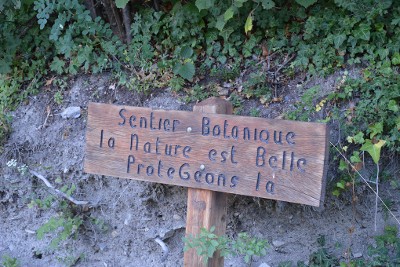 Sentier Botanique
la Nature est Belle
ProteGeons la